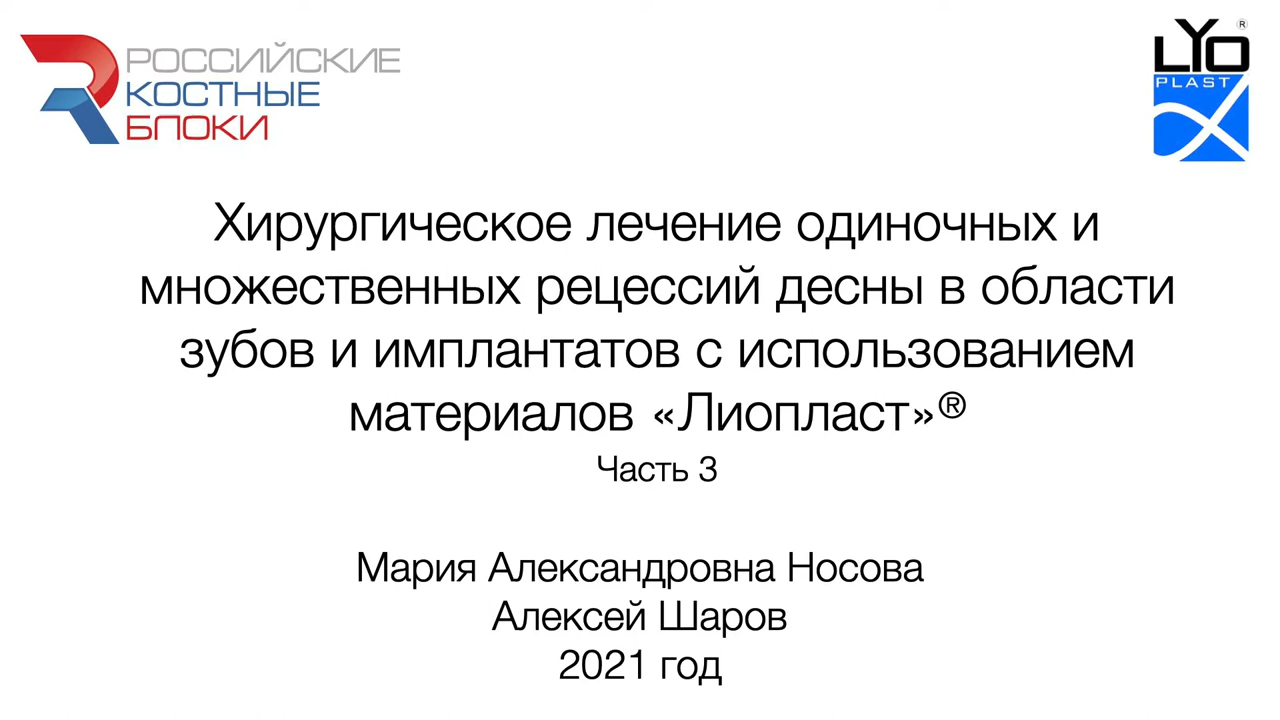 РОССИЙСКИЕ
КОСТНЫЕ
БЛОКИ
LYO ®
PLAST
Хирургическое лечение одиночных и
множественных рецессий десны в области
зубов и имплантатов с использованием
материалов «Лиопласт»®
Часть 3
Мария Александровна Носова
Алексей Шаров
2021 год